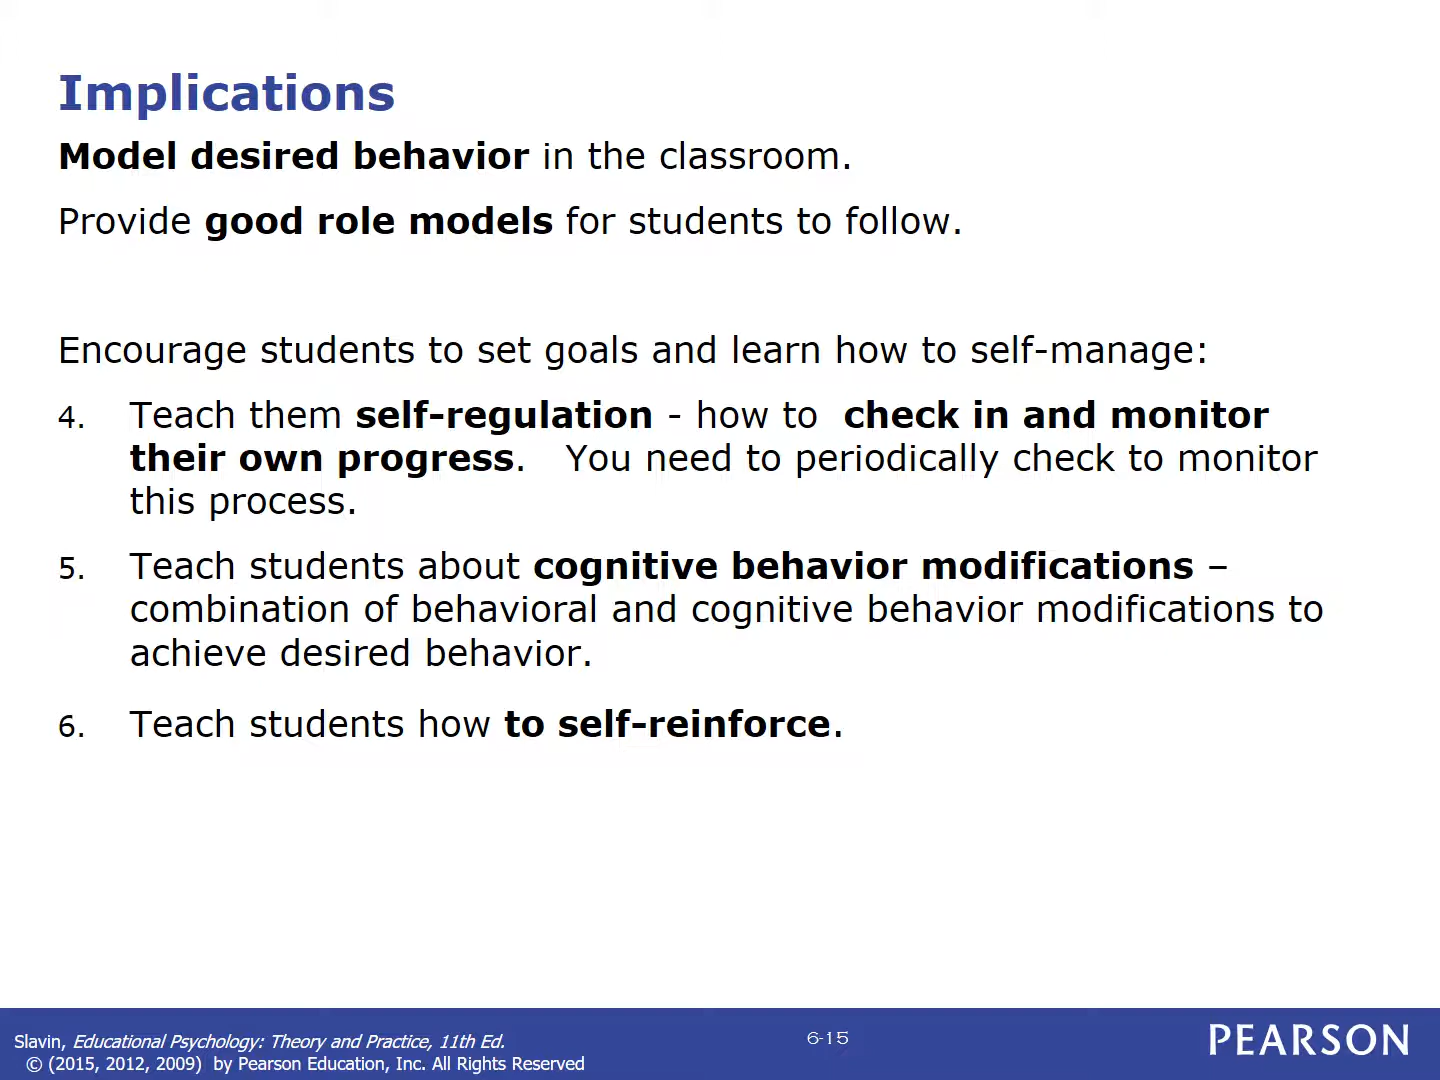 Implications
Model desired behavior in the classroom.
Provide good role models for students to follow.
Encourage students to set goals and learn how to self-manage:
4. Teach them self-regulation - how to  check in and monitor
their own progress.   You need to periodically check to monitor
this process.
5. Teach students about cognitive behavior modifications –
combination of behavioral and cognitive behavior modifications to
achieve desired behavior.
6. Teach students how to self-reinforce.
Slavin, Educational Psychology: Theory and Practice, 11th Ed.
© (2015, 2012, 2009)  by Pearson Education, Inc. All Rights Reserved
6-15
PEARSON